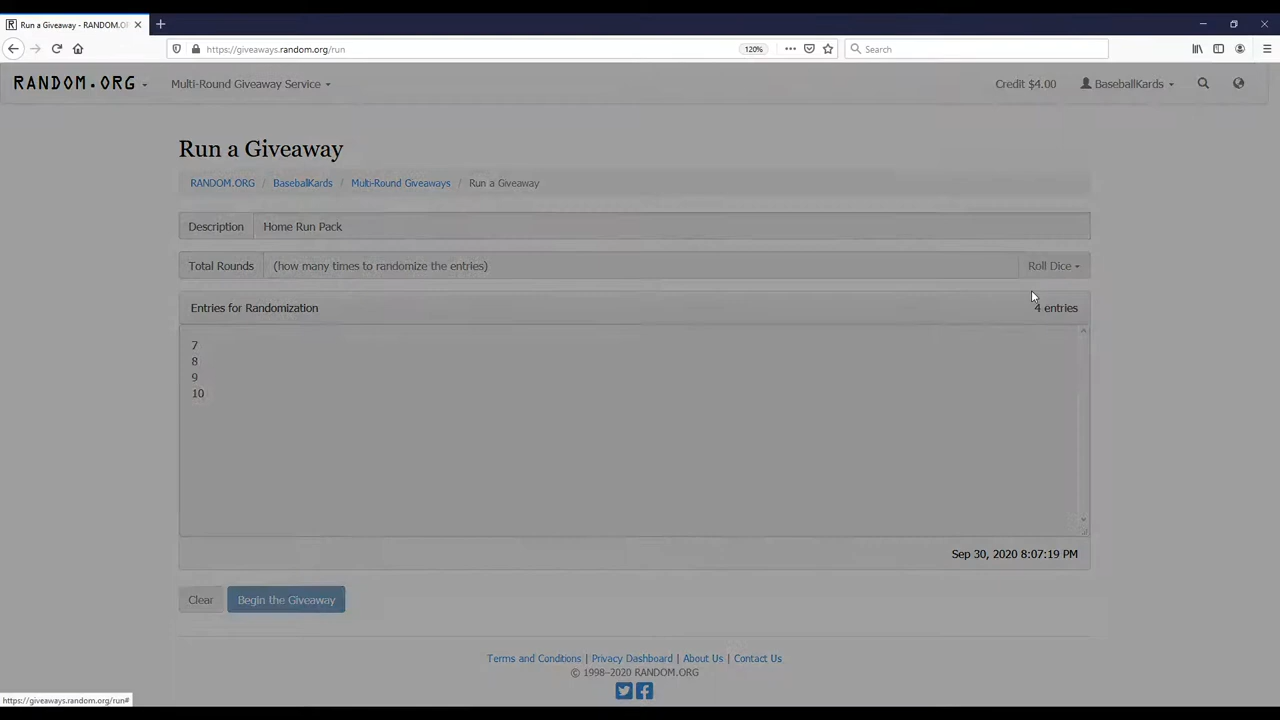 Run a Giveaway - RANDOM.O
https://giveaways.random.org/run
120%
Search
RANDOM.ORG
Multi-Round Giveaway Service
Credit $4.00
BaseballKards
Run a Giveaway
RANDOM.ORG / BaseballKards / Multi-Round Giveaways / Run a Giveaway
Description Home Run Pack
Total Rounds (how many times to randomize the entries) Roll Dice
Entries for Randomization 4 entries
7
8
9
10
Sep 30, 2020 8:07:19 PM
Clear Begin the Giveaway
Terms and Conditions | Privacy Dashboard | About Us | Contact Us
© 1998–2020 RANDOM.ORG
https://giveaways.random.org/run#